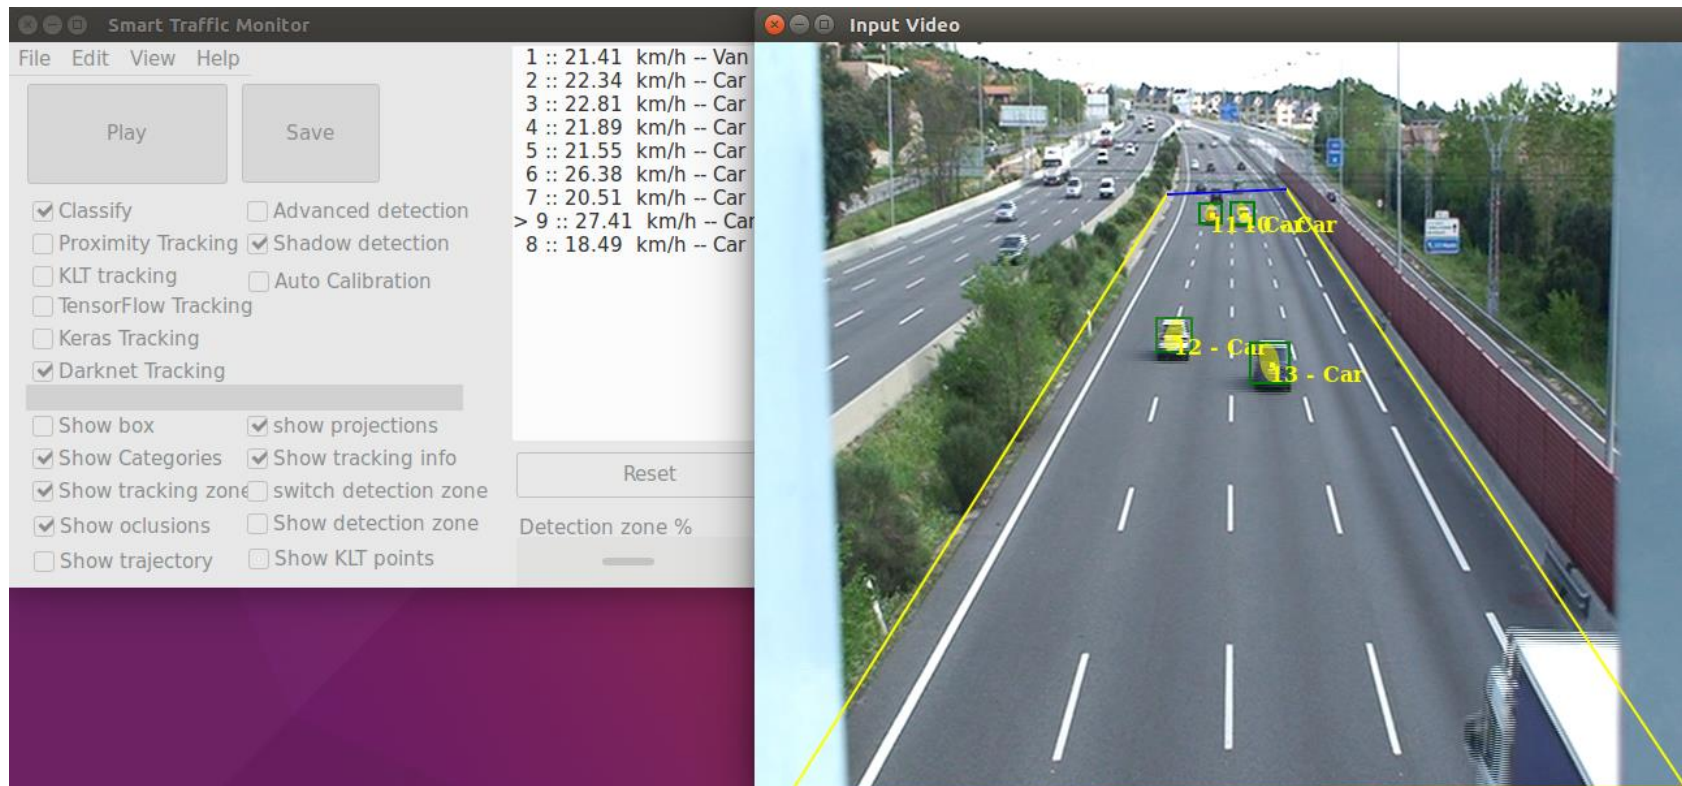 Smart Traffic Monitor
File Edit View Help
Play
Save
Classify
Advanced detection
Proximity Tracking
Shadow detection
KLT tracking
Auto Calibration
TensorFlow Tracking
Keras Tracking
Darknet Tracking
Show box
show projections
Show Categories
Show tracking info
Show tracking zone
switch detection zone
Show oclusions
Show detection zone
Show trajectory
Show KLT points
1 :: 21.41 km/h -- Van
2 :: 22.34 km/h -- Car
3 :: 22.81 km/h -- Car
4 :: 21.89 km/h -- Car
5 :: 21.55 km/h -- Car
6 :: 26.38 km/h -- Car
7 :: 20.51 km/h -- Car
> 9 :: 27.41 km/h -- Car
8 :: 18.49 km/h -- Car
Reset
Detection zone %
Input Video
12 - Car
13 - Car